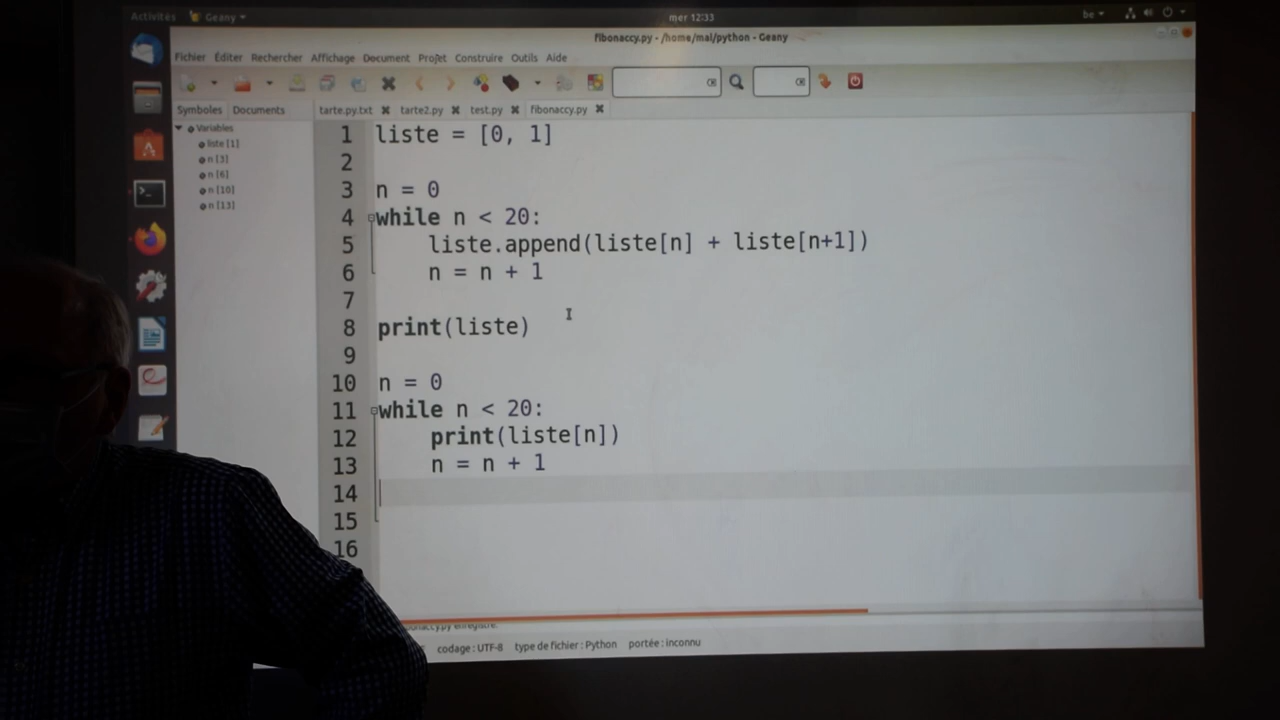 Activités Geany mer 12:33 be
fibonaccy.py - /home/mal/python - Geany
Fichier Éditer Rechercher Affichage Document Projet Construire Outils Aide
Symboles Documents tarte.py.txt tarte2.py test.py fibonaccy.py
Variables
liste [1]
n [3]
n [6]
n [10]
n [13]
1 liste = [0, 1]
2
3 n = 0
4 while n < 20:
5 liste.append(liste[n] + liste[n+1])
6 n = n + 1
7
8 print(liste)
9
10 n = 0
11 while n < 20:
12 print(liste[n])
13 n = n + 1
14
15
16
enregistré.
codage : UTF-8 type de fichier : Python portée : inconnu